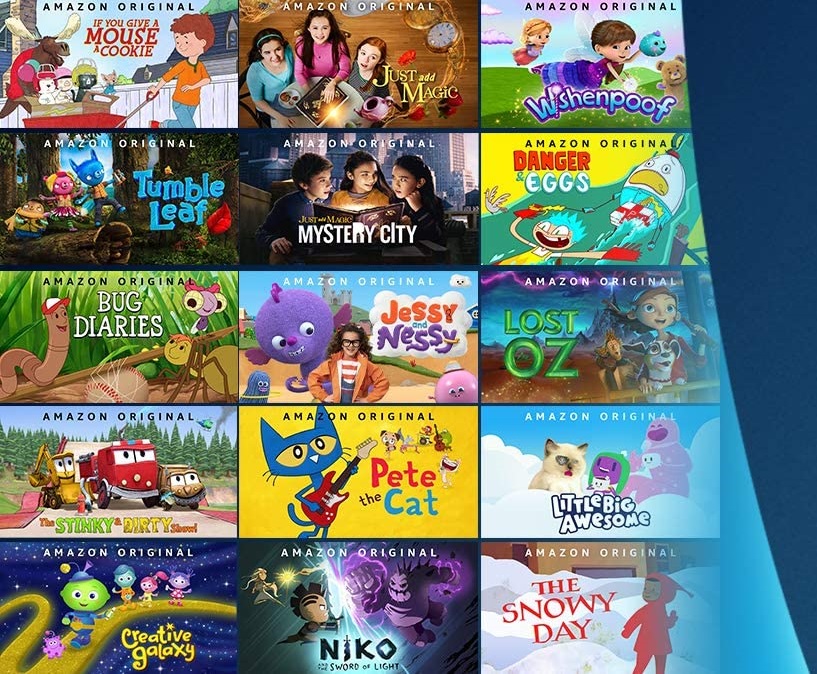 AMAZON ORIGINAL
IF YOU GIVE A
MOUSE
A COOKIE
AMAZON ORIGINAL
JUST add
MAGIC
AMAZON ORIGINAL
Wishenpoof
AMAZON ORIGINAL
Tumble
Leaf
AMAZON ORIGINAL
JUST add MAGIC
MYSTERY CITY
AMAZON ORIGINAL
DANGER
& EGGS
AMAZON ORIGINAL
BUG
DIARIES
AMAZON ORIGINAL
Jessy
and
Nessy
AMAZON ORIGINAL
LOST
OZ
AMAZON ORIGINAL
The STINKY & DIRTY Show!
AMAZON ORIGINAL
Pete
the Cat
AMAZON ORIGINAL
LITTLE BIG
AWESOME
AMAZON ORIGINAL
Creative
galaxy
AMAZON ORIGINAL
NIKO
AND THE SWORD OF LIGHT
AMAZON ORIGINAL
THE
SNOWY
DAY